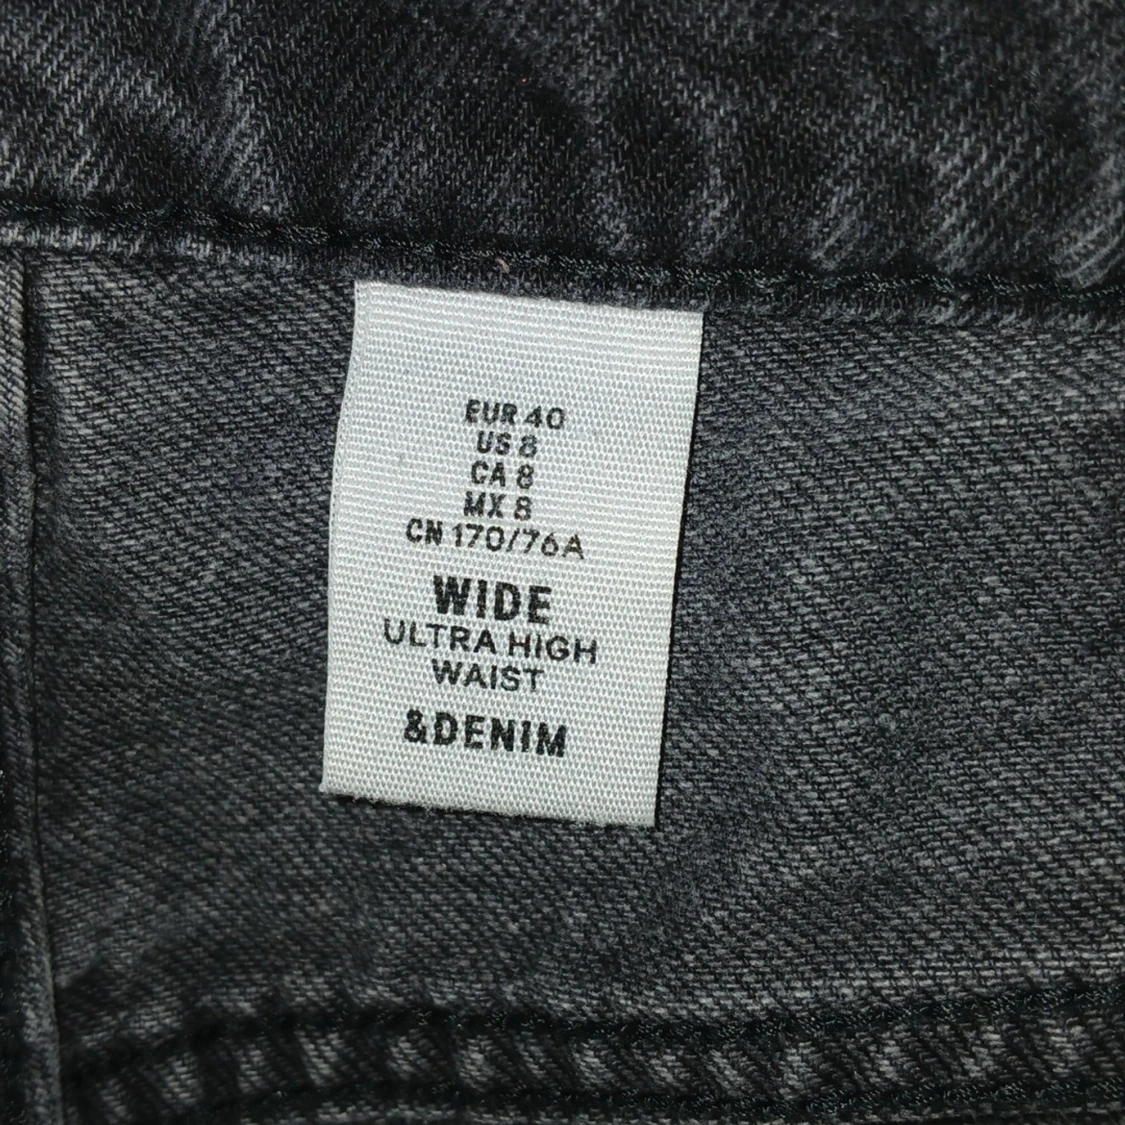 EUR 40
US 8
CA 8
MX 8
CN 170/76A
WIDE
ULTRA HIGH
WAIST
&DENIM